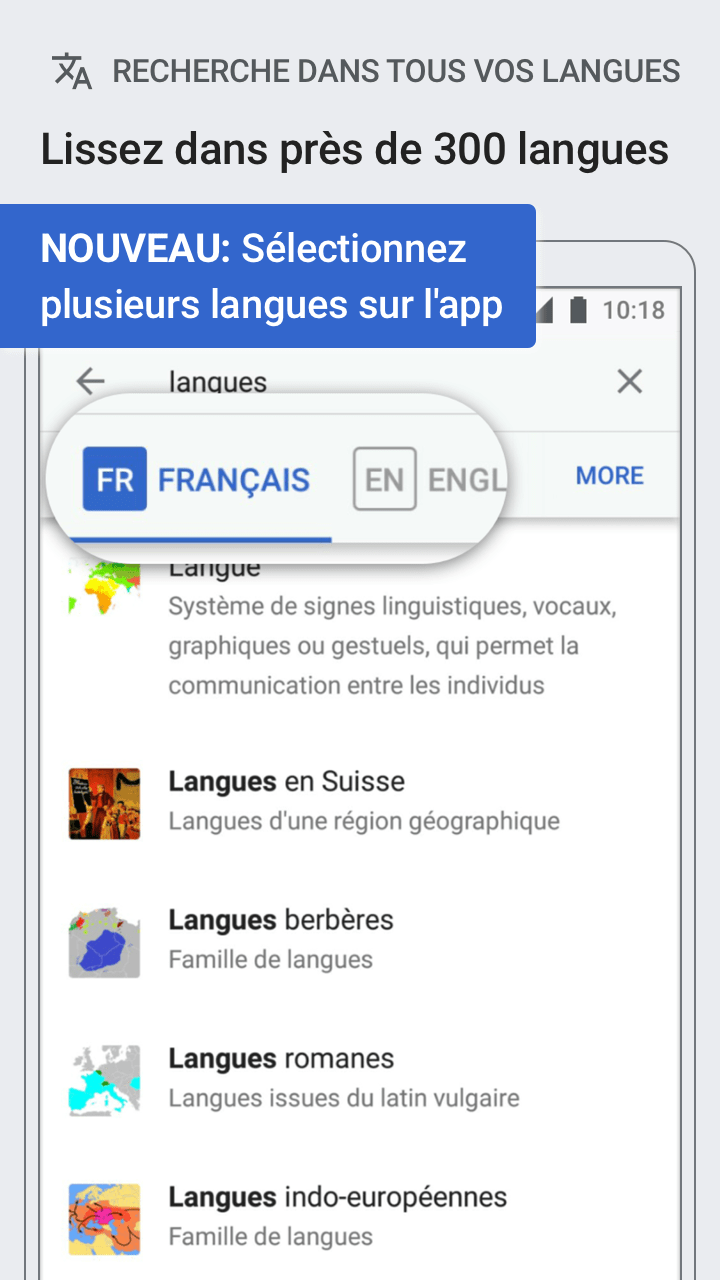 RECHERCHE DANS TOUS VOS LANGUES
Lissez dans près de 300 langues
NOUVEAU: Sélectionnez
plusieurs langues sur l'app
10:18
langues
FR FRANÇAIS EN ENGL
MORE
Langue
Système de signes linguistiques, vocaux,
graphiques ou gestuels, qui permet la
communication entre les individus
Langues en Suisse
Langues d'une région géographique
Langues berbères
Famille de langues
Langues romanes
Langues issues du latin vulgaire
Langues indo-européennes
Famille de langues